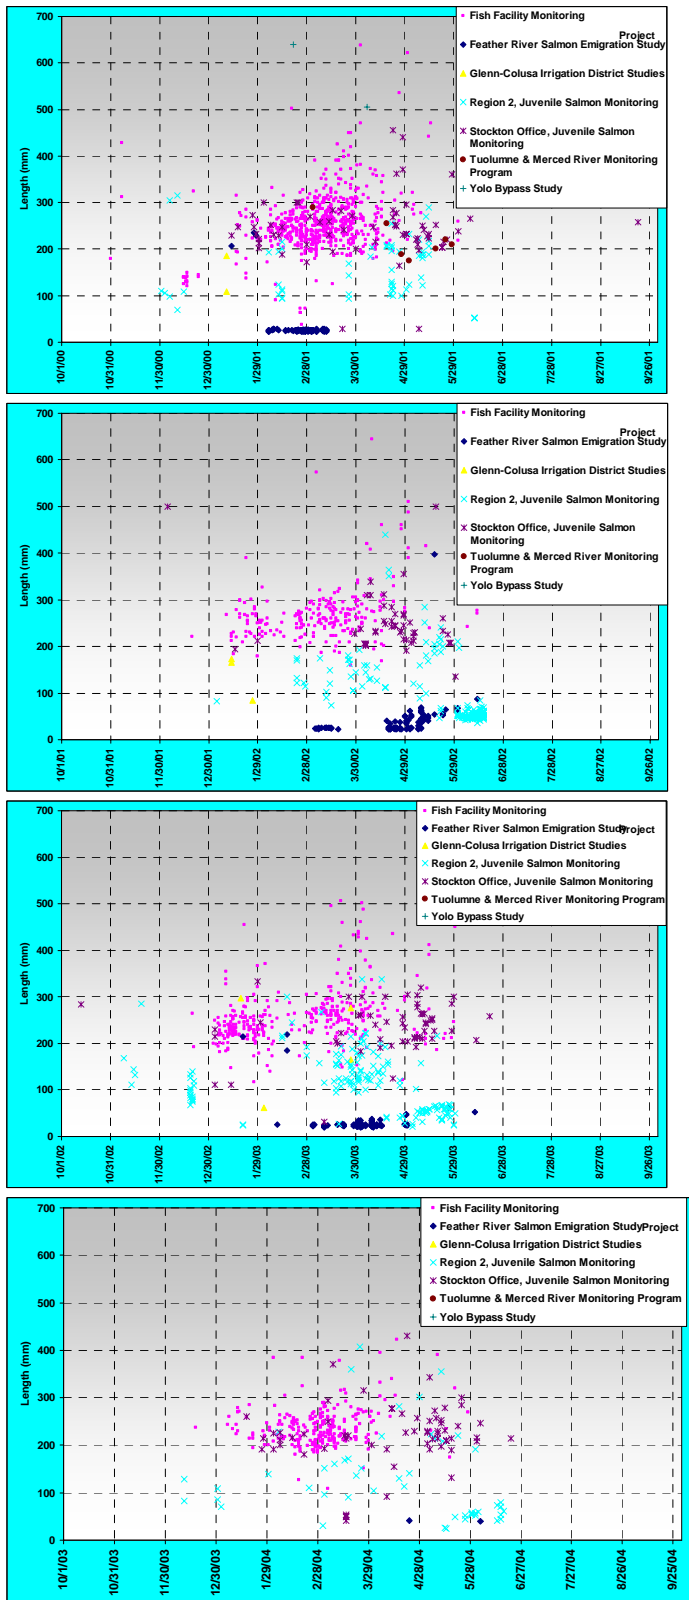 700
600
500
400
300
200
100
0
Length (mm)
10/1/00
10/31/00
11/30/00
12/30/00
1/29/01
2/28/01
3/30/01
4/29/01
5/29/01
6/28/01
7/28/01
8/27/01
9/26/01
Project
Fish Facility Monitoring
Feather River Salmon Emigration Study
Glenn-Colusa Irrigation District Studies
Region 2, Juvenile Salmon Monitoring
Stockton Office, Juvenile Salmon
Monitoring
Tuolumne & Merced River Monitoring
Program
Yolo Bypass Study
700
600
500
400
300
200
100
0
Length (mm)
10/1/01
10/31/01
11/30/01
12/30/01
1/29/02
2/28/02
3/30/02
4/29/02
5/29/02
6/28/02
7/28/02
8/27/02
9/26/02
Project
Fish Facility Monitoring
Feather River Salmon Emigration Study
Glenn-Colusa Irrigation District Studies
Region 2, Juvenile Salmon Monitoring
Stockton Office, Juvenile Salmon
Monitoring
Tuolumne & Merced River Monitoring
Program
Yolo Bypass Study
700
600
500
400
300
200
100
0
Length (mm)
10/1/02
10/31/02
11/30/02
12/30/02
1/29/03
2/28/03
3/30/03
4/29/03
5/29/03
6/28/03
7/28/03
8/27/03
9/26/03
Project
Fish Facility Monitoring
Feather River Salmon Emigration Study
Glenn-Colusa Irrigation District Studies
Region 2, Juvenile Salmon Monitoring
Stockton Office, Juvenile Salmon Monitoring
Tuolumne & Merced River Monitoring Program
Yolo Bypass Study
700
600
500
400
300
200
100
0
Length (mm)
10/1/03
10/31/03
11/30/03
12/30/03
1/29/04
2/28/04
3/29/04
4/28/04
5/28/04
6/27/04
7/27/04
8/26/04
9/25/04
Project
Fish Facility Monitoring
Feather River Salmon Emigration Study
Glenn-Colusa Irrigation District Studies
Region 2, Juvenile Salmon Monitoring
Stockton Office, Juvenile Salmon Monitoring
Tuolumne & Merced River Monitoring Program
Yolo Bypass Study